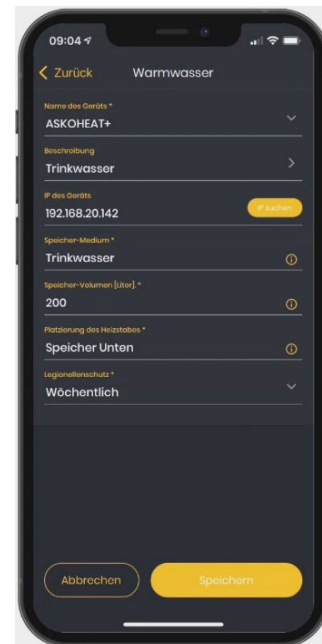 09:04
Zurück Warmwasser
Name des Geräts *
ASKOHEAT+
Beschreibung
Trinkwasser
IP des Geräts
192.168.20.142 IP suchen
Speicher-Medium *
Trinkwasser
Speicher-Volumen [Liter]. *
200
Platzierung des Heizstabes *
Speicher Unten
Legionellenschutz *
Wöchentlich
Abbrechen Speichern